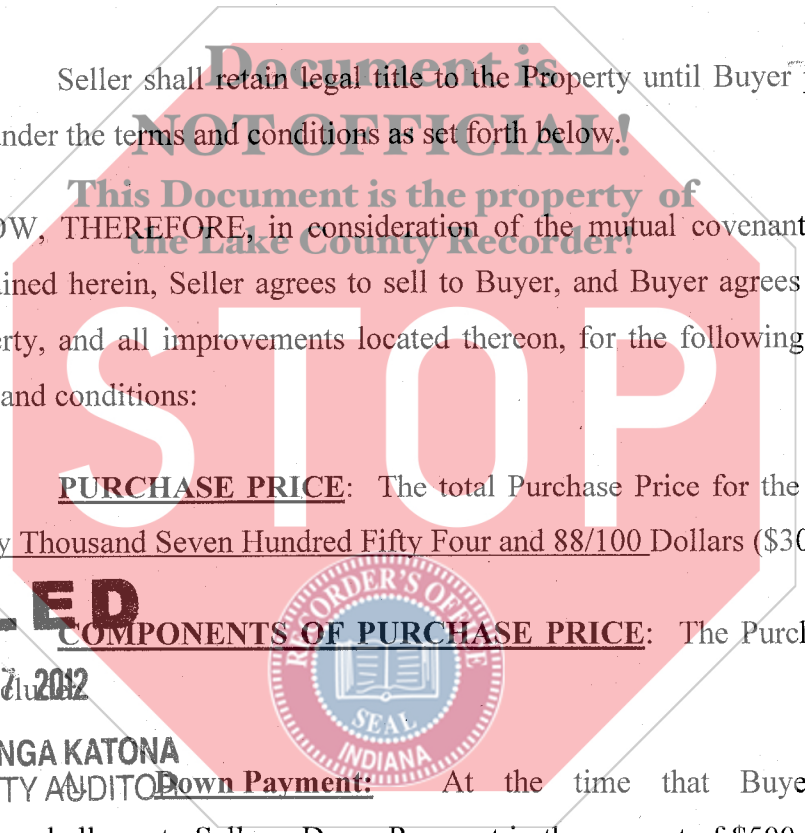 Document is
Seller shall retain legal title to the Property until Buyer
NOT OFFICIAL!
under the terms and conditions as set forth below.
This Document is the property of
OW, THEREFORE, in consideration of the mutual covenant
the Lake County Recorder!
ined herein, Seller agrees to sell to Buyer, and Buyer agrees
erty, and all improvements located thereon, for the following
and conditions:
STOP
PURCHASE PRICE: The total Purchase Price for the
y Thousand Seven Hundred Fifty Four and 88/100 Dollars ($30
LED
COMPONENTS OF PURCHASE PRICE: The Purch
7 2012
RECORDER'S OFFICE
SEAL
INDIANA
NGA KATONA
TY AUDITOR
Down Payment: At the time that Buye